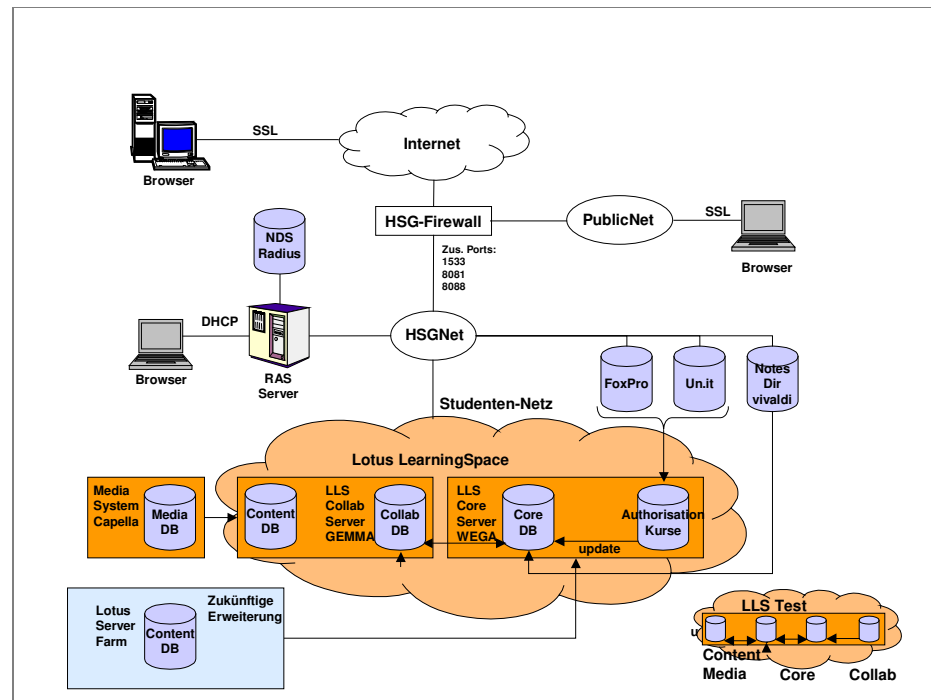 SSL
Internet
Browser
HSG-Firewall
PublicNet
SSL
Browser
Zus. Ports:
1533
8081
8088
NDS
Radius
DHCP
HSGNet
Browser
RAS
Server
FoxPro
Un.it
Notes
Dir
vivaldi
Studenten-Netz
Lotus LearningSpace
Media
System
Capella
Media
DB
Content
DB
LLS
Collab
Server
GEMMA
Collab
DB
LLS
Core
Server
WEGA
Core
DB
Authorisation
Kurse
update
Lotus
Server
Farm
Content
DB
Zukünftige
Erweiterung
LLS Test
u
Content
Media
Core
Collab